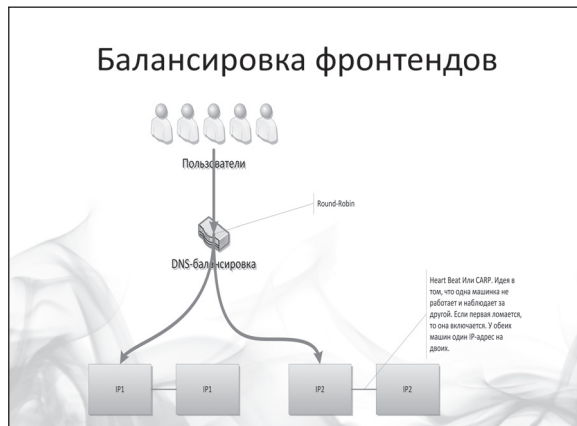 Балансировка фронтендов
Пользователи
Round-Robin
DNS-балансировка
Heart Beat Или CARP. Идея в
том, что одна машинка не
работает и наблюдает за
другой. Если первая ломается,
то она включается. У обеих
машин один IP-адрес на
двоих.
IP1
IP1
IP2
IP2